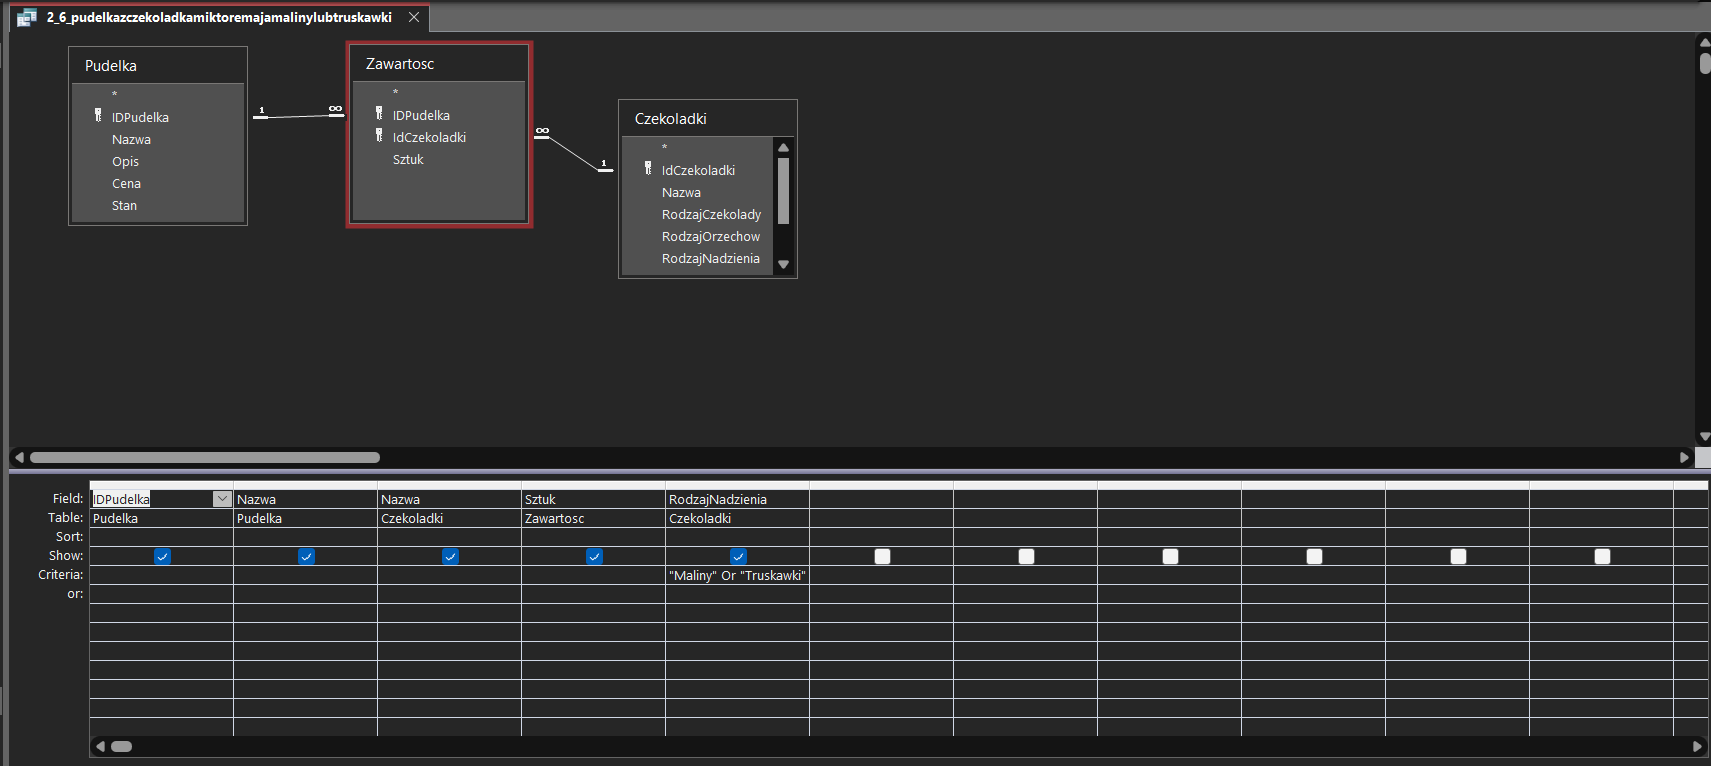 2_6_pudelkazczekoladkamiktoremajamalinylubtruskawki
Pudelka
*
IDPudelka
Nazwa
Opis
Cena
Stan
1 ∞
Zawartosc
*
IDPudelka
IdCzekoladki
Sztuk
∞ 1
Czekoladki
*
IdCzekoladki
Nazwa
RodzajCzekolady
RodzajOrzechow
RodzajNadzienia
Field: IDPudelka Nazwa Nazwa Sztuk RodzajNadzienia
Table: Pudelka Pudelka Czekoladki Zawartosc Czekoladki
Sort:
Show:
Criteria: "Maliny" Or "Truskawki"
or: